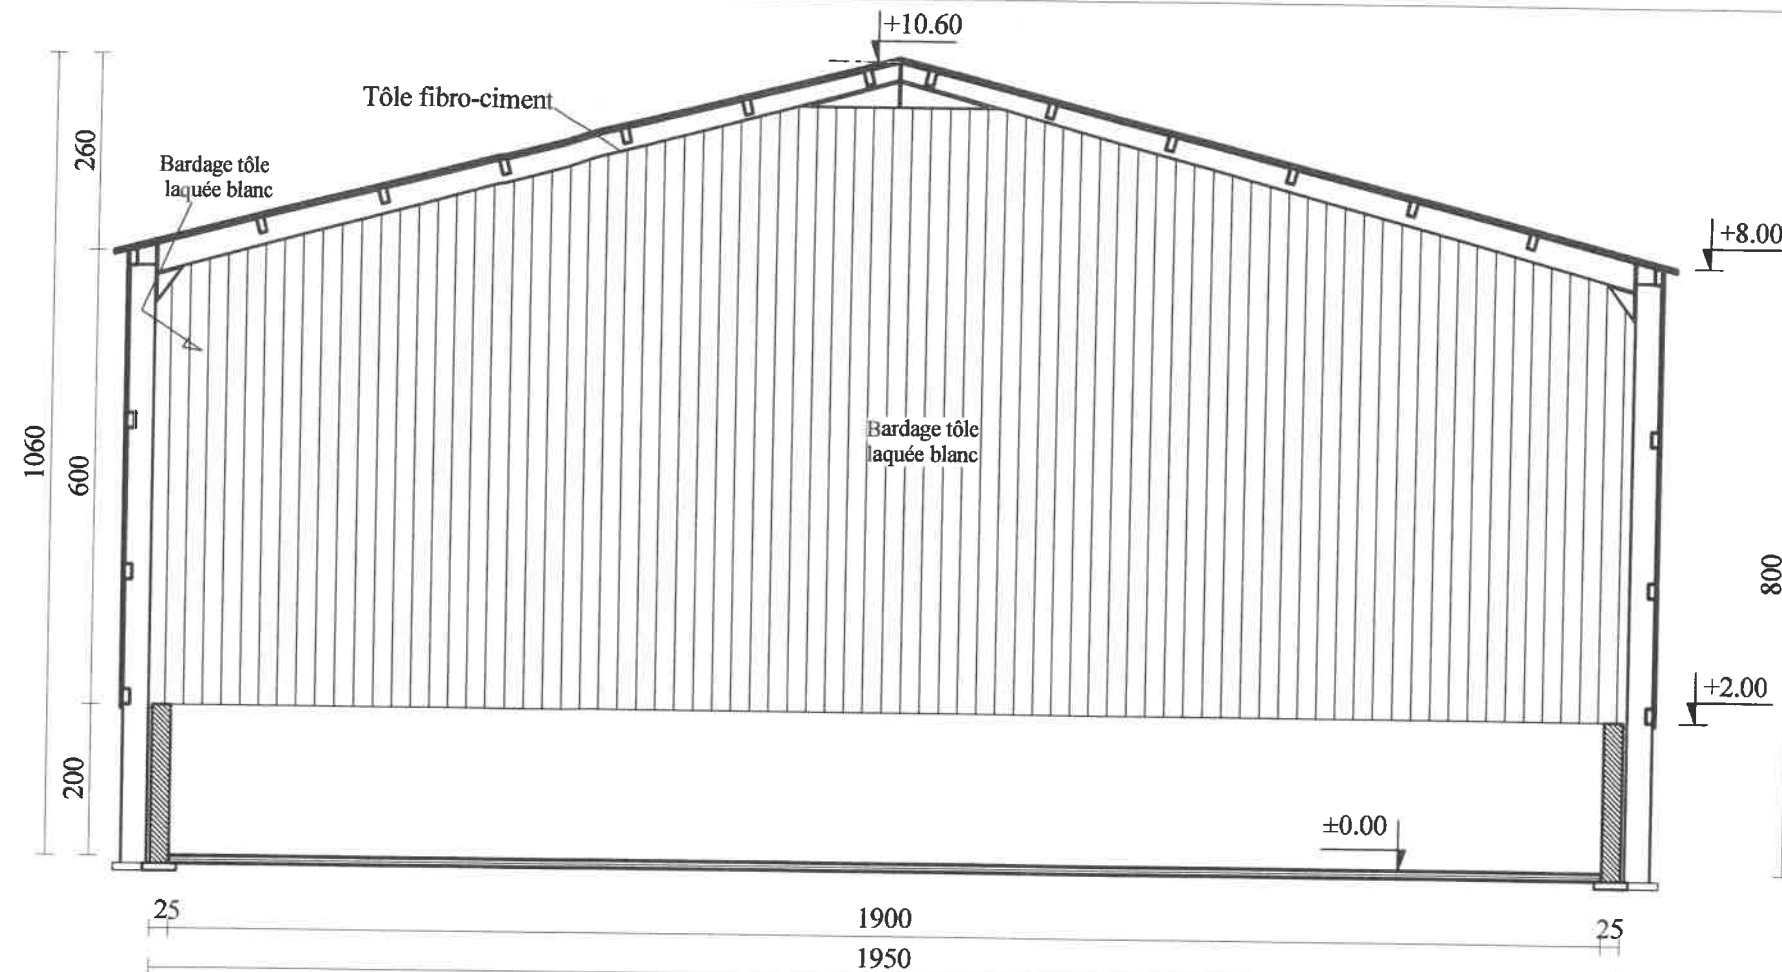 +10.60
Tôle fibro-ciment
260
Bardage tôle
laquée blanc
+8.00
Bardage tôle
laquée blanc
1060
600
800
+2.00
200
±0.00
25
1900
25
1950